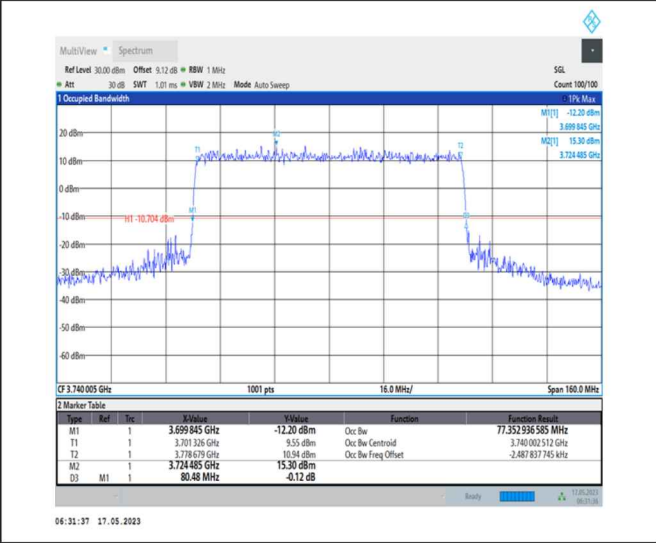 MultiView Spectrum
Ref Level 30.00 dBm Offset 9.12 dB RBW 1 MHz SGL
Att 30 dB SWT 1.01 ms VBW 2 MHz Mode Auto Sweep Count 100/100
1 Occupied Bandwidth 1Pk Max
M1[1] -12.20 dBm
3.699 845 GHz
M2[1] 15.30 dBm
3.724 485 GHz
20 dBm
M2
T1
T2
10 dBm
0 dBm
M1
-10 dBm
H1 -10.704 dBm
D3
-20 dBm
-30 dBm
-40 dBm
-50 dBm
-60 dBm
CF 3.740 005 GHz 1001 pts 16.0 MHz/ Span 160.0 MHz
2 Marker Table
Type Ref Trc X-Value Y-Value Function Function Result
M1 1 3.699 845 GHz -12.20 dBm Occ Bw 77.352 936 585 MHz
T1 1 3.701 326 GHz 9.55 dBm Occ Bw Centroid 3.740 002 512 GHz
T2 1 3.778 679 GHz 10.94 dBm Occ Bw Freq Offset -2.487 837 745 kHz
M2 1 3.724 485 GHz 15.30 dBm
D3 M1 1 80.48 MHz -0.12 dB
Ready 17.05.2023
06:31:36
06:31:37 17.05.2023